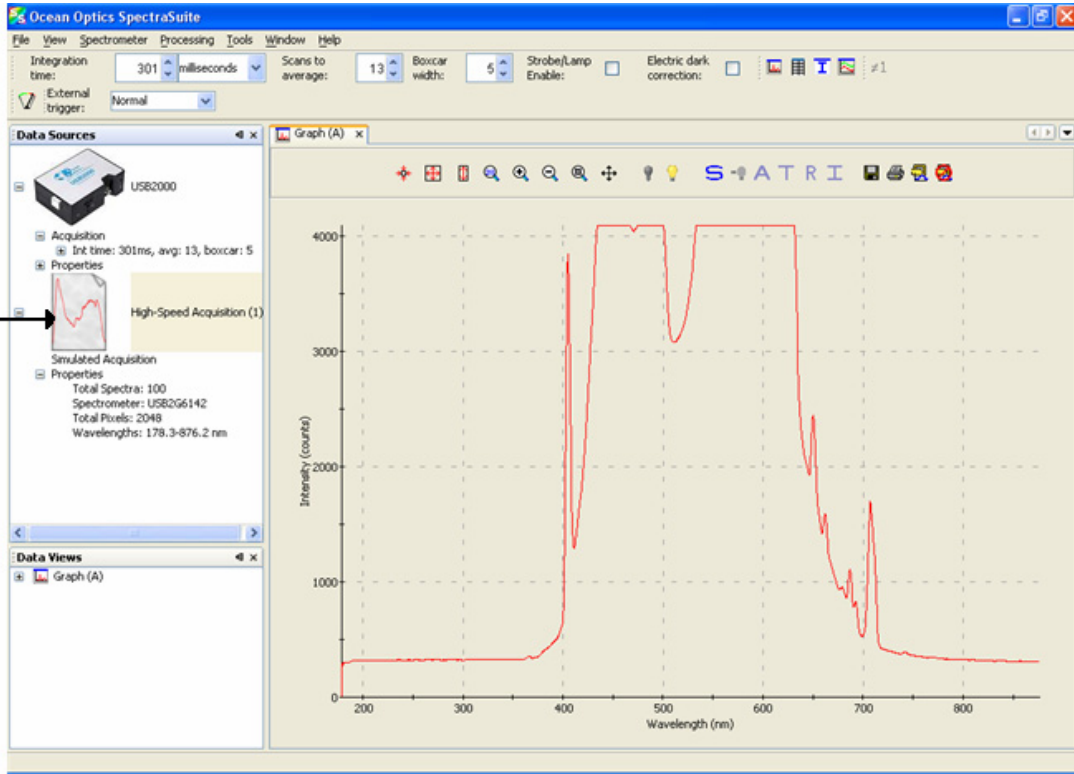 Ocean Optics SpectraSuite
File View Spectrometer Processing Tools Window Help
Integration time: 301 milliseconds Scans to average: 13 Boxcar width: 5 Strobe/Lamp Enable: Electric dark correction: ≠1
External trigger: Normal
Data Sources
USB2000
Acquisition
Int time: 301ms, avg: 13, boxcar: 5
Properties
High-Speed Acquisition (1)
Simulated Acquisition
Properties
Total Spectra: 100
Spectrometer: USB2G6142
Total Pixels: 2048
Wavelengths: 178.3-876.2 nm
Data Views
Graph (A)
Graph (A)
S A T R I
4000
3000
2000
1000
0
Intensity (counts)
200 300 400 500 600 700 800
Wavelength (nm)